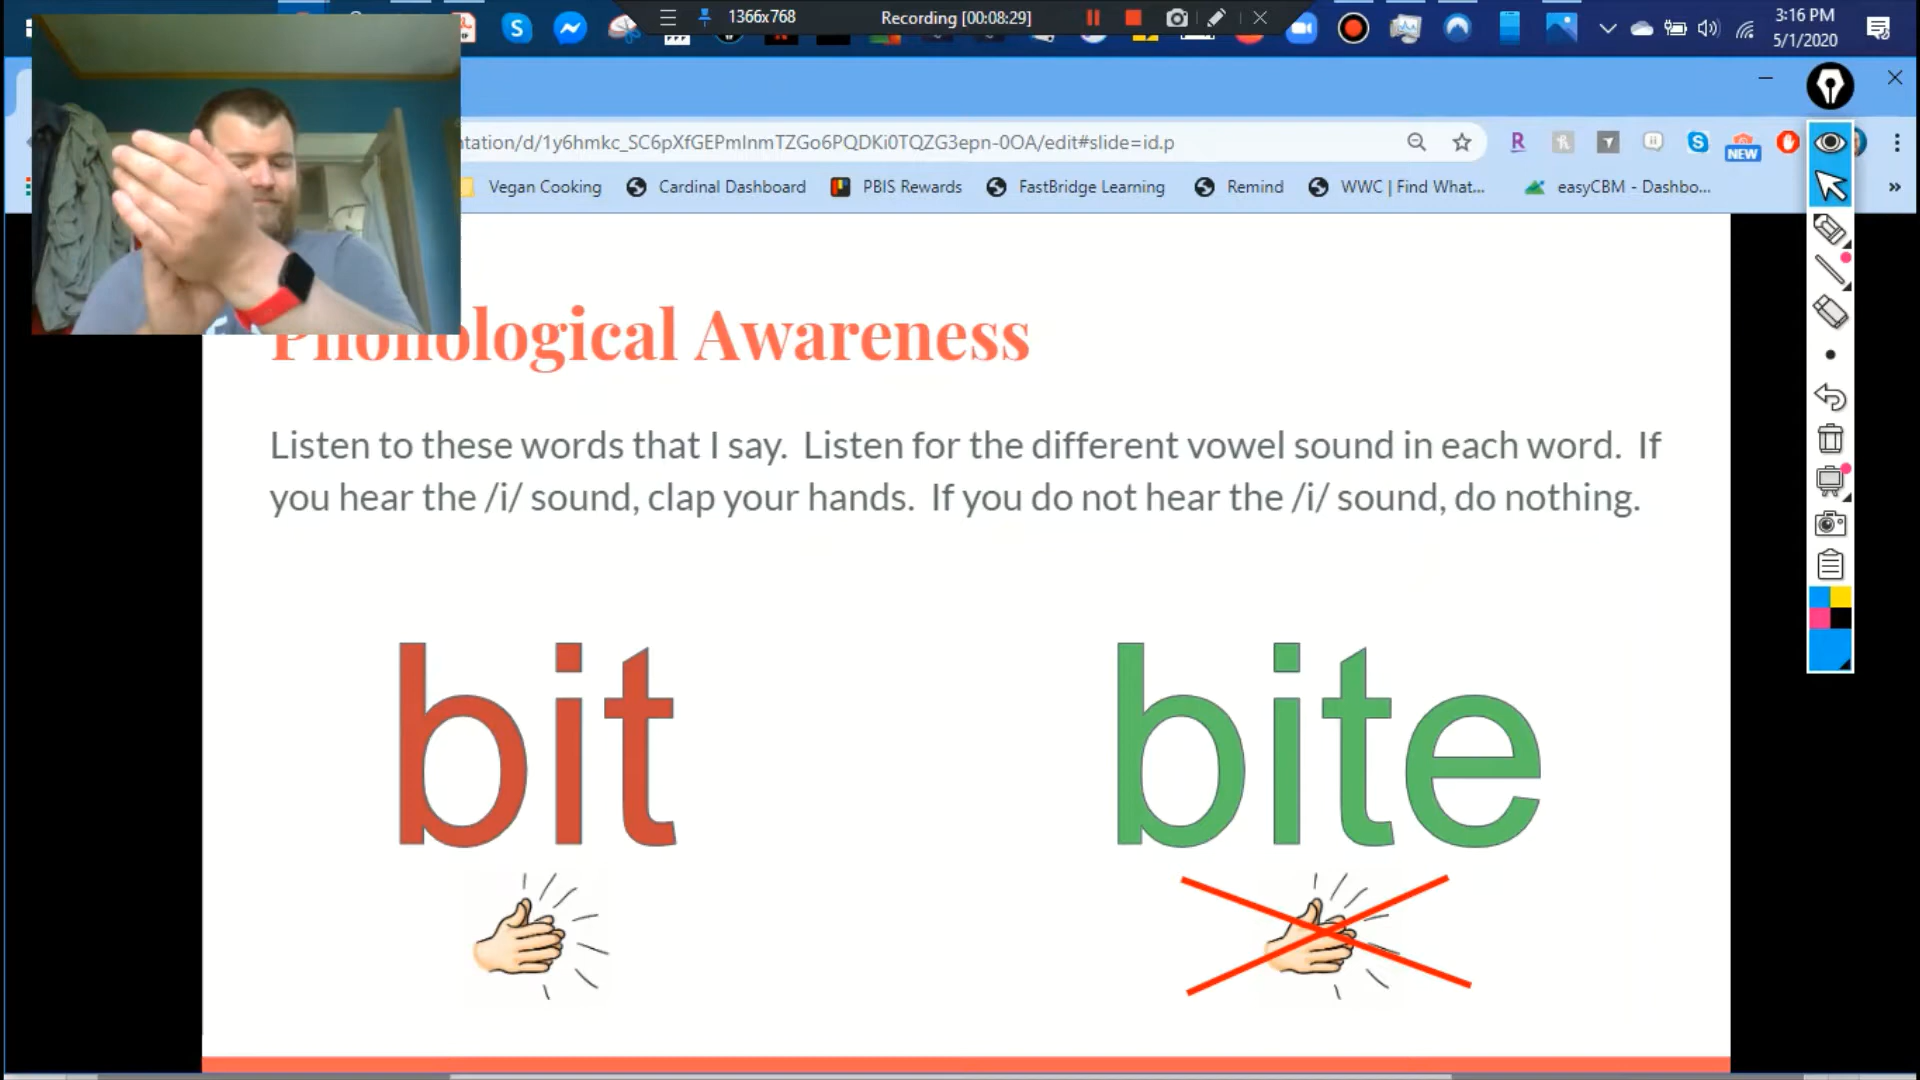 1366x768
Recording [00:08:29]
3:16 PM
5/1/2020
ntation/d/1y6hmkc_SC6pXfGEPmInmTZGo6PQDKi0TQZG3epn-0OA/edit#slide=id.p
NEW
Vegan Cooking
Cardinal Dashboard
PBIS Rewards
FastBridge Learning
Remind
WWC | Find What...
easyCBM - Dashbo...
Phonological Awareness
Listen to these words that I say. Listen for the different vowel sound in each word. If
you hear the /i/ sound, clap your hands. If you do not hear the /i/ sound, do nothing.
bit
bite